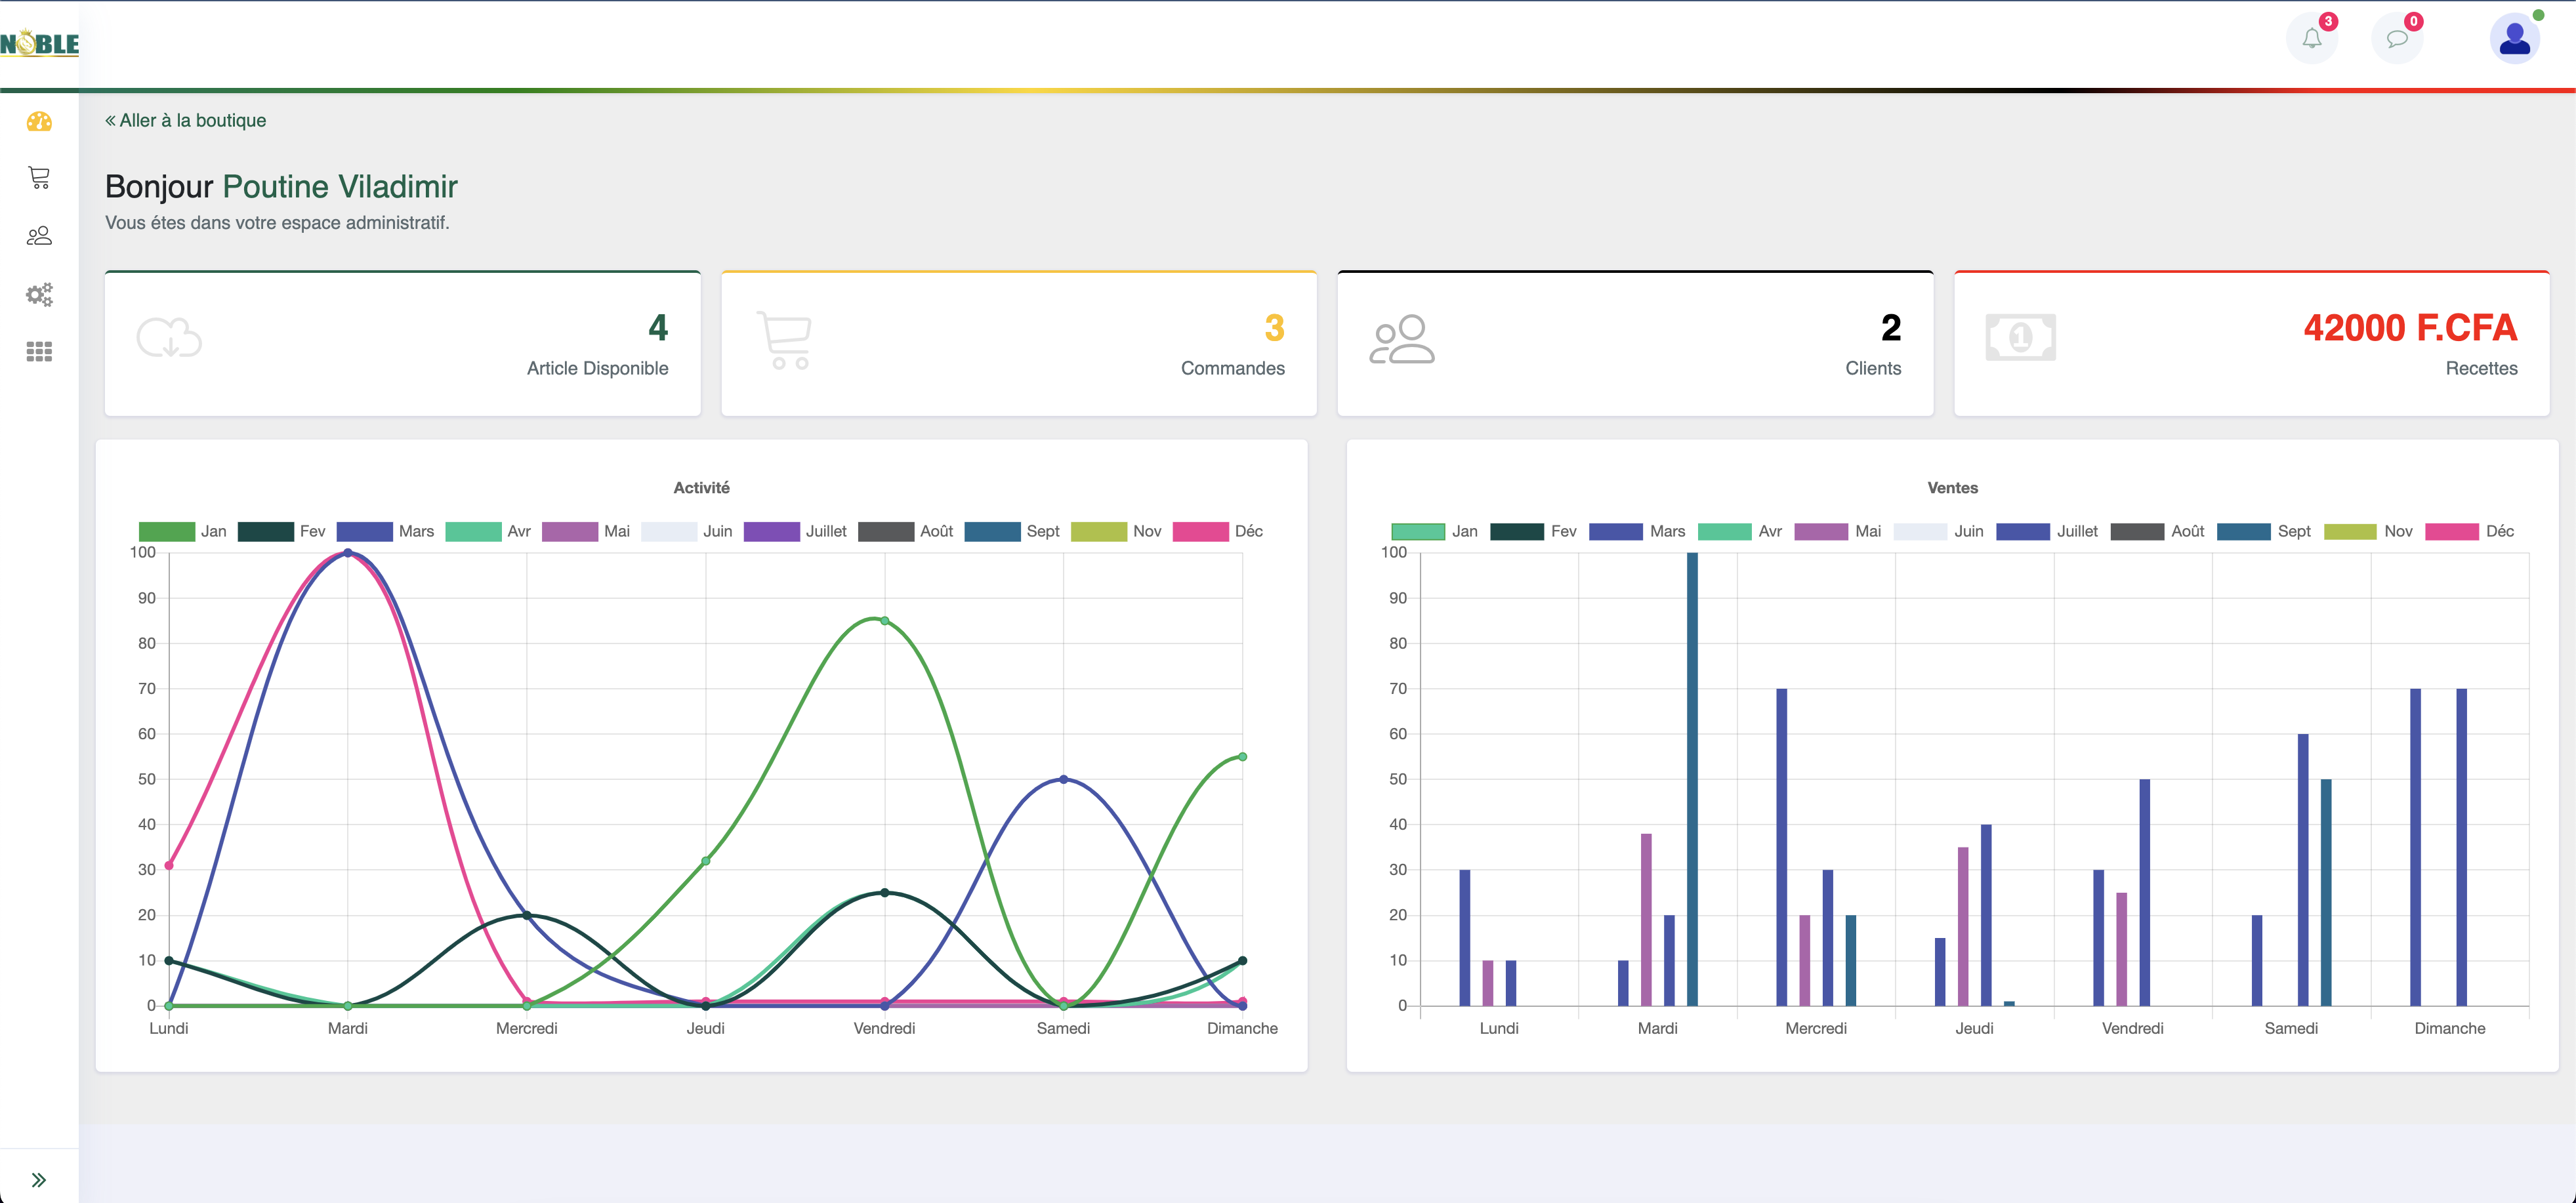 NOBLE
3
0
« Aller à la boutique
Bonjour Poutine Viladimir
Vous étes dans votre espace administratif.
4
Article Disponible
3
Commandes
2
Clients
1
42000 F.CFA
Recettes
Activité
Jan Fev Mars Avr Mai Juin Juillet Août Sept Nov Déc
100
90
80
70
60
50
40
30
20
10
0
Lundi Mardi Mercredi Jeudi Vendredi Samedi Dimanche
Ventes
Jan Fev Mars Avr Mai Juin Juillet Août Sept Nov Déc
100
90
80
70
60
50
40
30
20
10
0
Lundi Mardi Mercredi Jeudi Vendredi Samedi Dimanche